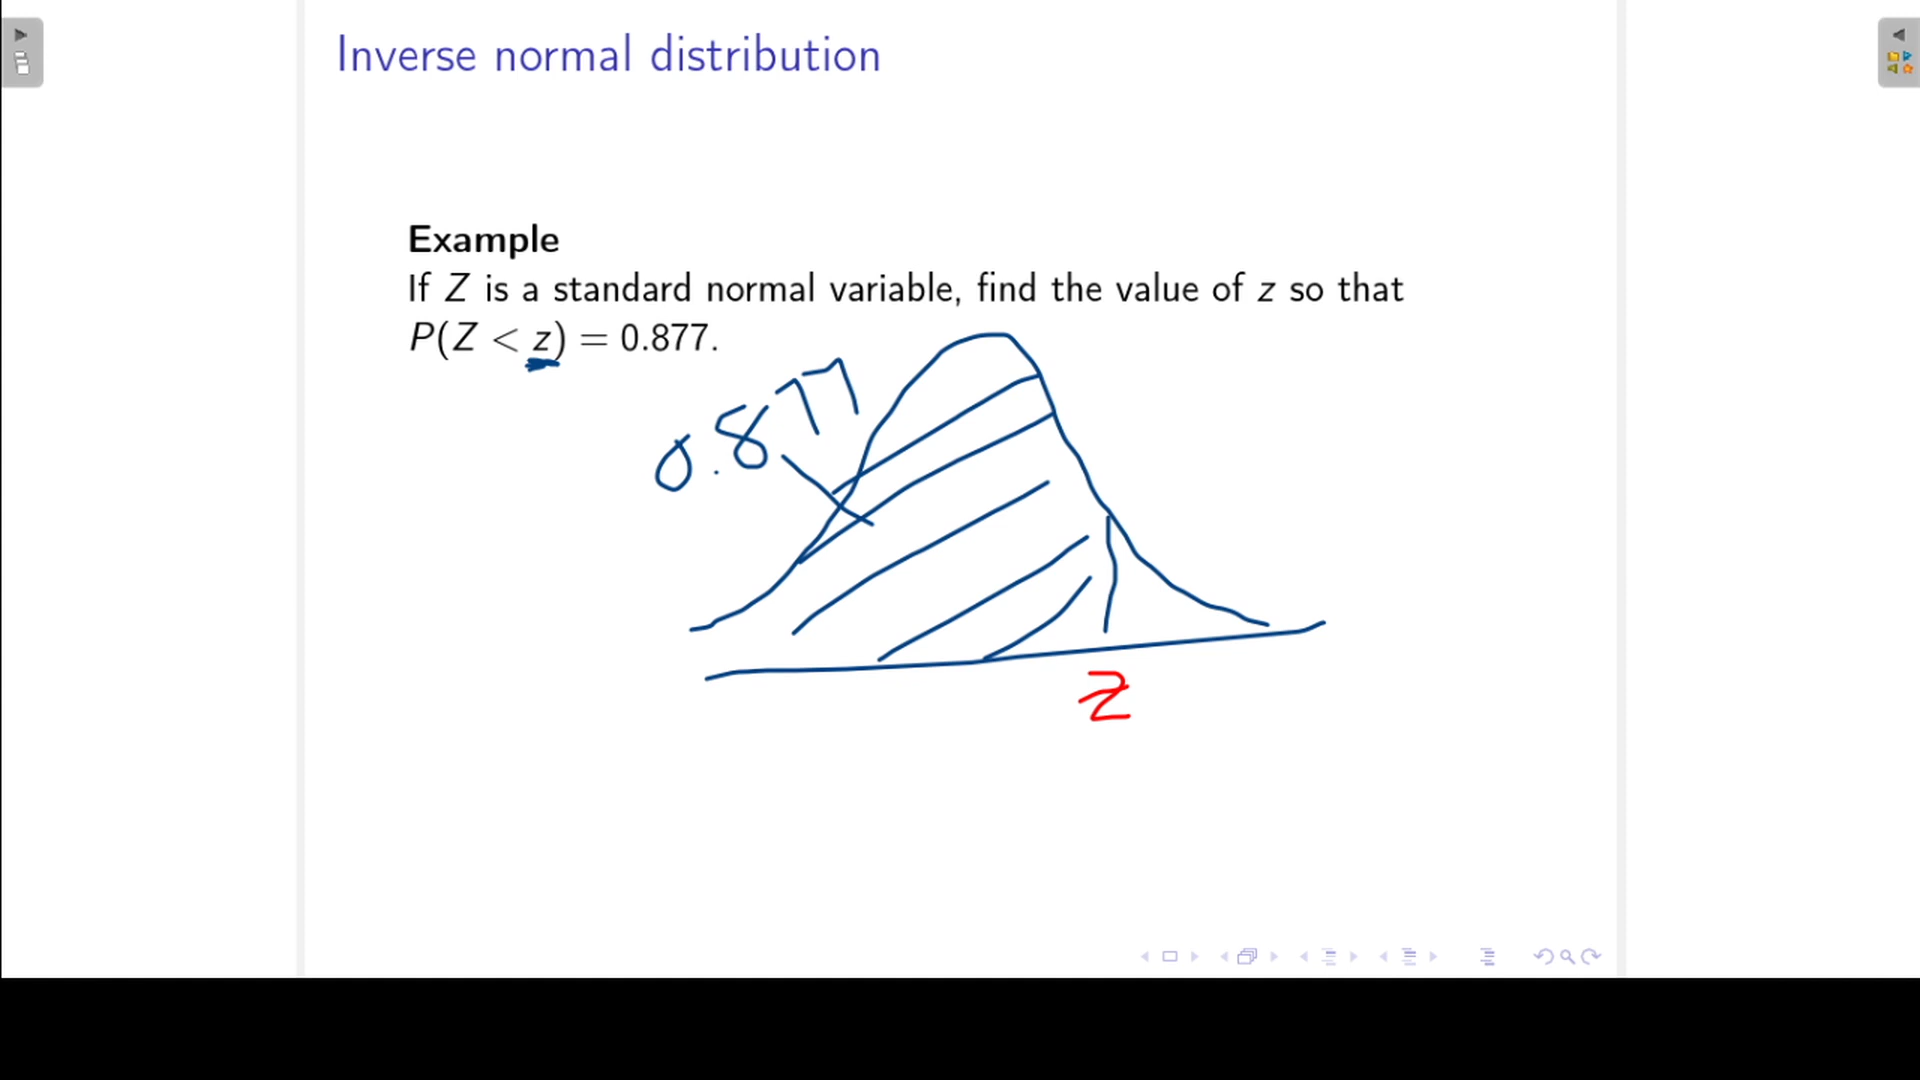 Inverse normal distribution
Example
If Z is a standard normal variable, find the value of z so that
P(Z < z) = 0.877.
0.877
z